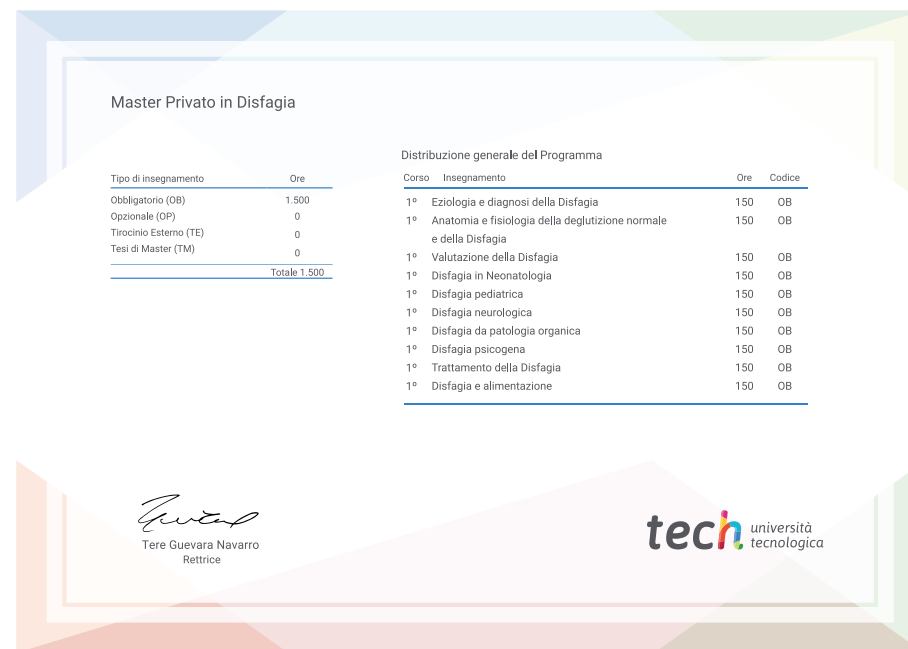 Master Privato in Disfagia
Tipo di insegnamento Ore
Obbligatorio (OB) 1.500
Opzionale (OP) 0
Tirocinio Esterno (TE) 0
Tesi di Master (TM) 0
Totale 1.500
Distribuzione generale del Programma
Corso Insegnamento Ore Codice
1º Eziologia e diagnosi della Disfagia 150 OB
1º Anatomia e fisiologia della deglutizione normale 150 OB
e della Disfagia
1º Valutazione della Disfagia 150 OB
1º Disfagia in Neonatologia 150 OB
1º Disfagia pediatrica 150 OB
1º Disfagia neurologica 150 OB
1º Disfagia da patologia organica 150 OB
1º Disfagia psicogena 150 OB
1º Trattamento della Disfagia 150 OB
1º Disfagia e alimentazione 150 OB
Tere Guevara Navarro
Rettrice
tech università
tecnologica